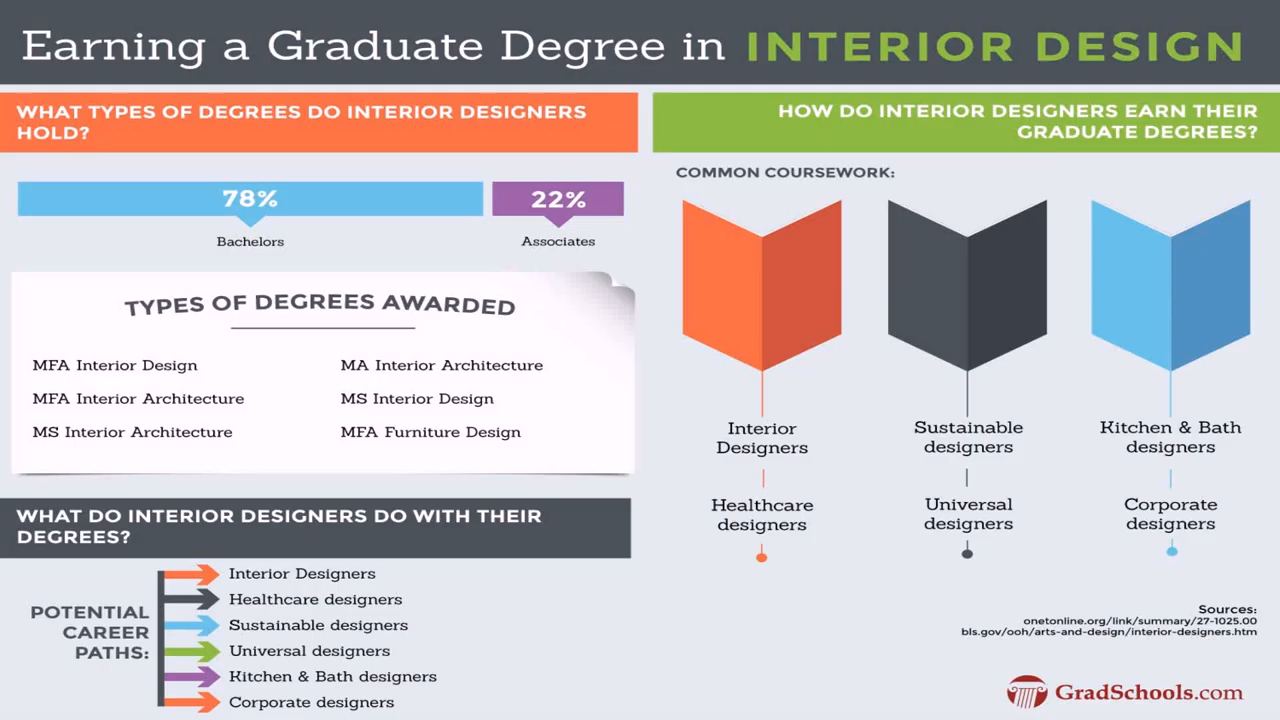 Earning a Graduate Degree in INTERIOR DESIGN
WHAT TYPES OF DEGREES DO INTERIOR DESIGNERS
HOLD?
78%
22%
Bachelors
Associates
TYPES OF DEGREES AWARDED
MFA Interior Design
MA Interior Architecture
MFA Interior Architecture
MS Interior Design
MS Interior Architecture
MFA Furniture Design
WHAT DO INTERIOR DESIGNERS DO WITH THEIR
DEGREES?
POTENTIAL
CAREER
PATHS:
Interior Designers
Healthcare designers
Sustainable designers
Universal designers
Kitchen & Bath designers
Corporate designers
HOW DO INTERIOR DESIGNERS EARN THEIR
GRADUATE DEGREES?
COMMON COURSEWORK:
Interior
Designers
Healthcare
designers
Sustainable
designers
Universal
designers
Kitchen & Bath
designers
Corporate
designers
Sources:
onetonline.org/link/summary/27-1025.00
bls.gov/ooh/arts-and-design/interior-designers.htm
GradSchools.com